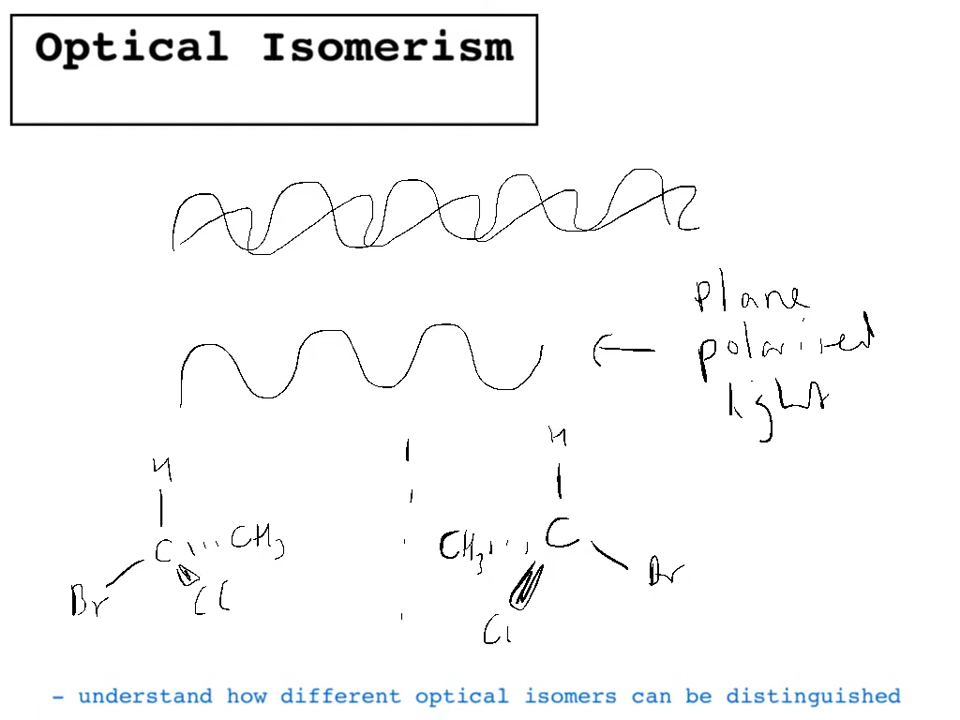 Optical Isomerism
plane
polarised
light
H
H
C
CH3
CH3
C
Br
Cl
Br
Cl
- understand how different optical isomers can be distinguished